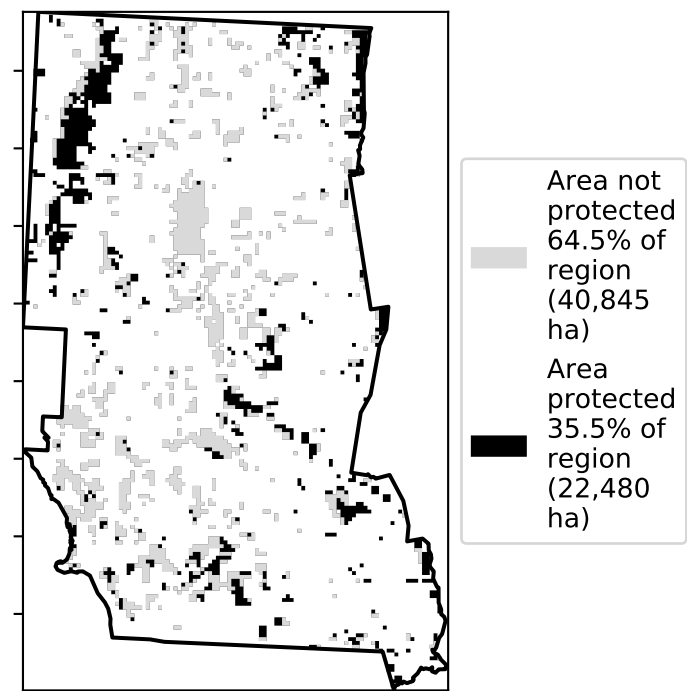 Area not
protected
64.5% of
region
(40,845
ha)
Area
protected
35.5% of
region
(22,480
ha)